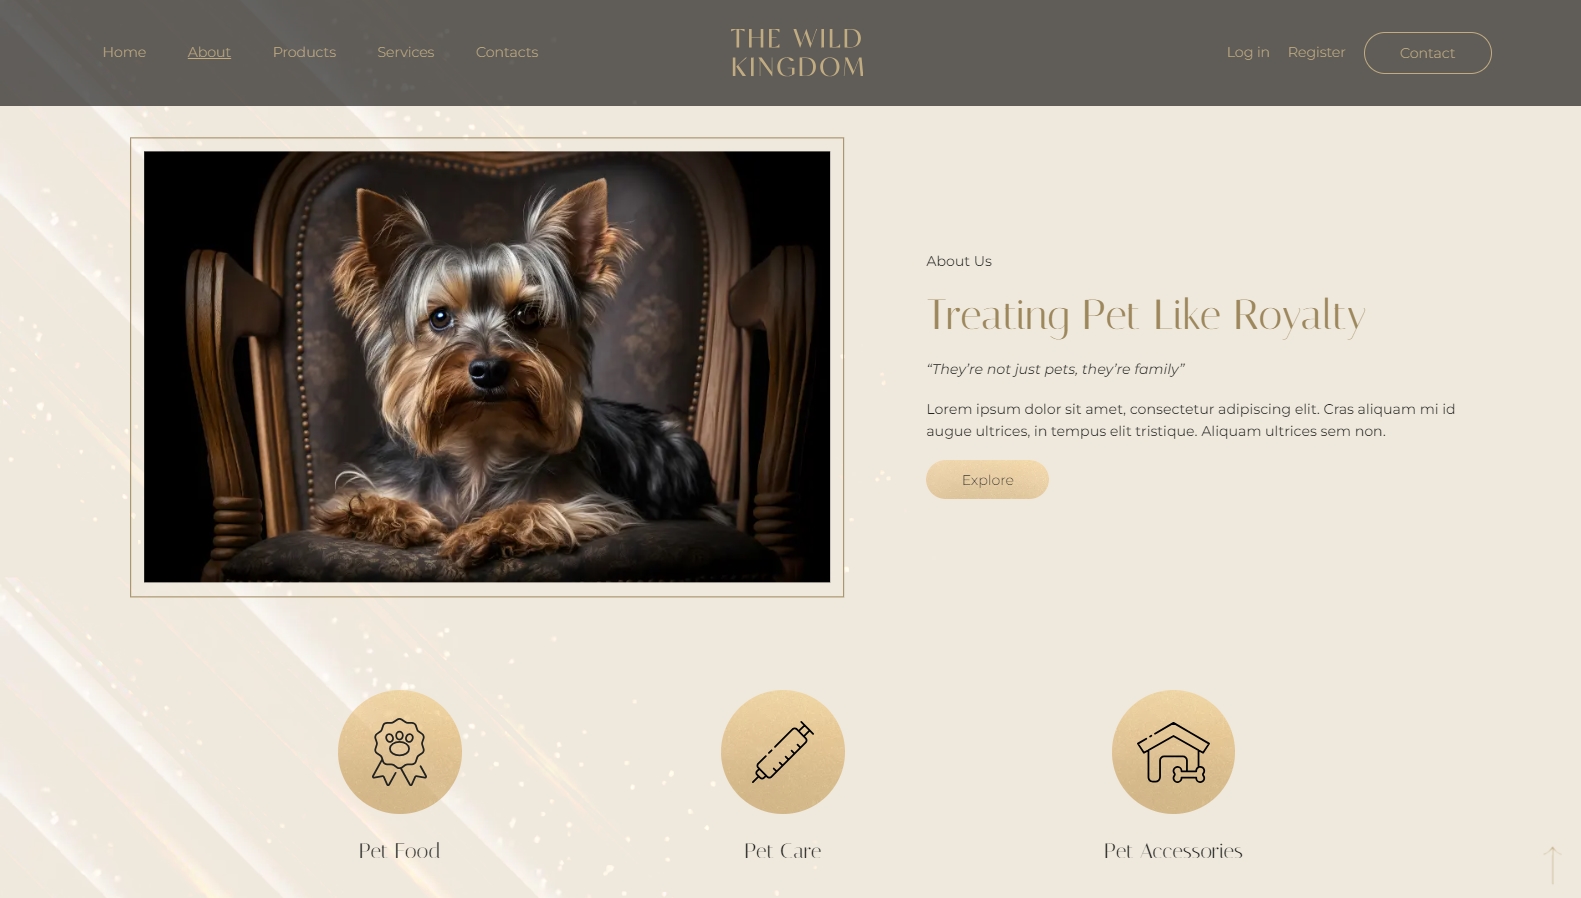 Home
About
Products
Services
Contacts
THE WILD
KINGDOM
Log in
Register
Contact
About Us
Treating Pet Like Royalty
“They’re not just pets, they’re family”
Lorem ipsum dolor sit amet, consectetur adipiscing elit. Cras aliquam mi id
augue ultrices, in tempus elit tristique. Aliquam ultrices sem non.
Explore
Pet Food
Pet Care
Pet Accessories